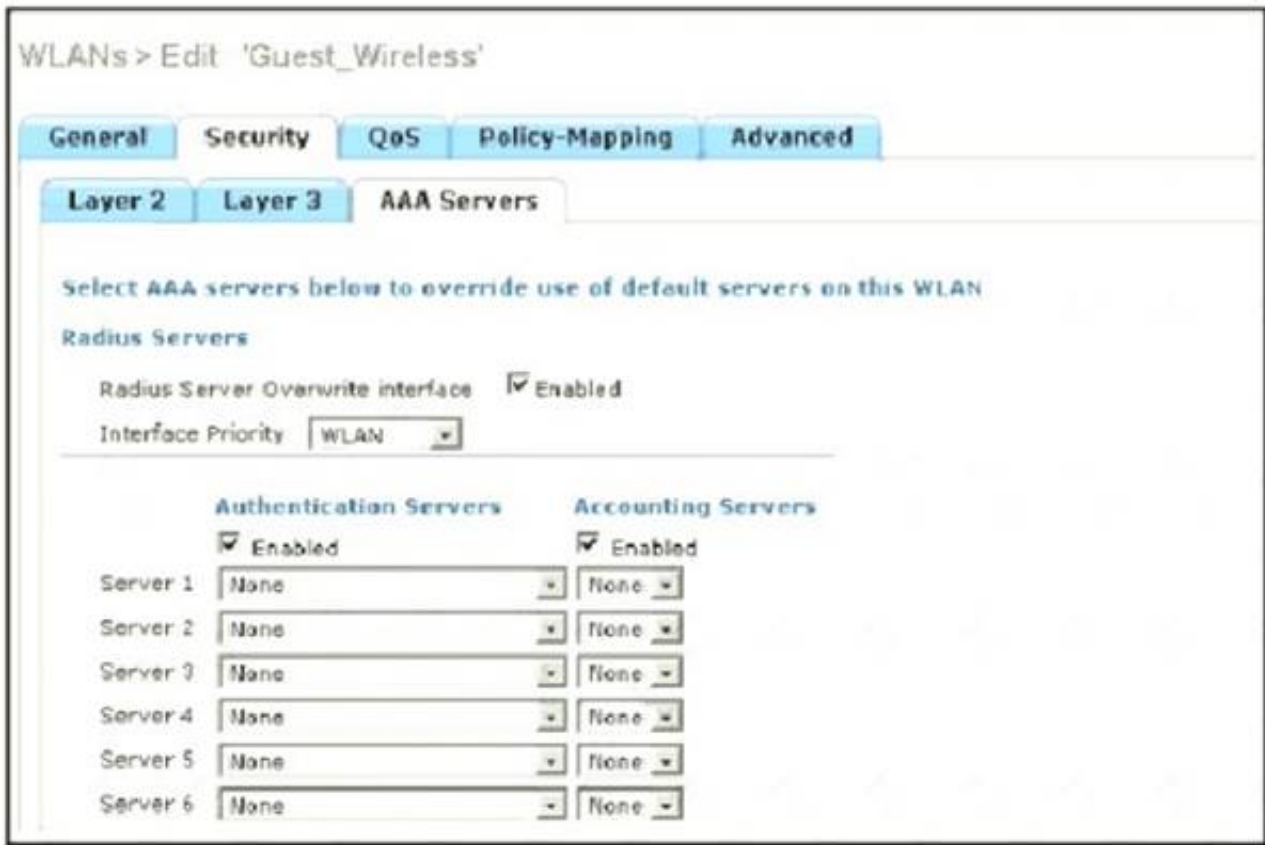 WLANs > Edit 'Guest_Wireless'
General Security QoS Policy-Mapping Advanced
Layer 2 Layer 3 AAA Servers
Select AAA servers below to override use of default servers on this WLAN
Radius Servers
Radius Server Overwrite interface Enabled
Interface Priority WLAN
Authentication Servers Accounting Servers
Enabled Enabled
Server 1 None None
Server 2 None None
Server 3 None None
Server 4 None None
Server 5 None None
Server 6 None None